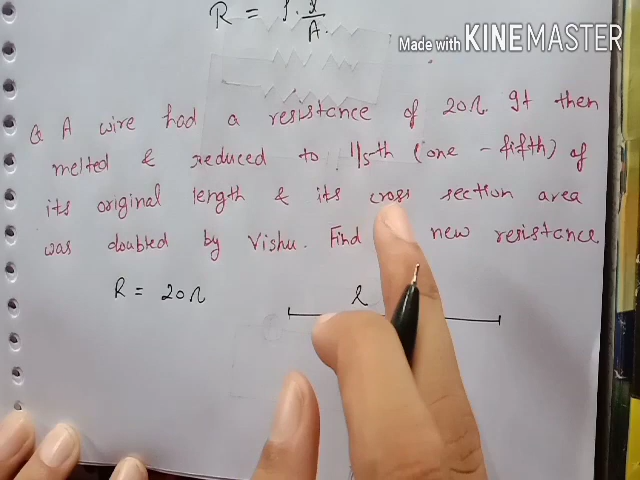 R = ρ · l/A.
Made with KINEMASTER
Q A wire had a resistance of 20Ω. It then
melted & reduced to 1/5th (one - fifth) of
its original length & its cross section area
was doubled by Vishu. Find new resistance
R = 20Ω
l